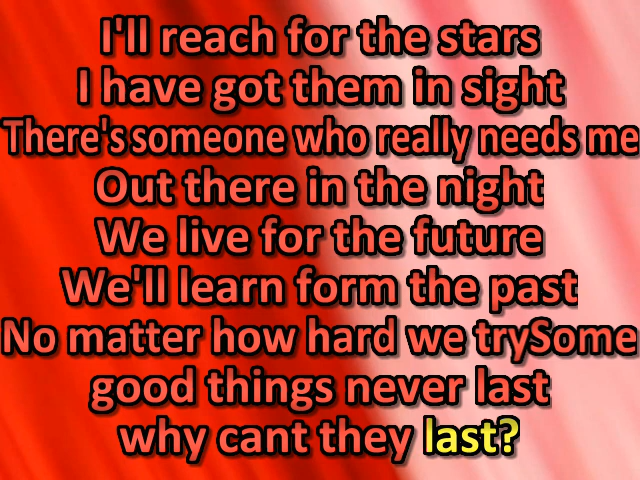 I'll reach for the stars
I have got them in sight
There's someone who really needs me
Out there in the night
We live for the future
We'll learn form the past
No matter how hard we trySome
good things never last
why cant they last?